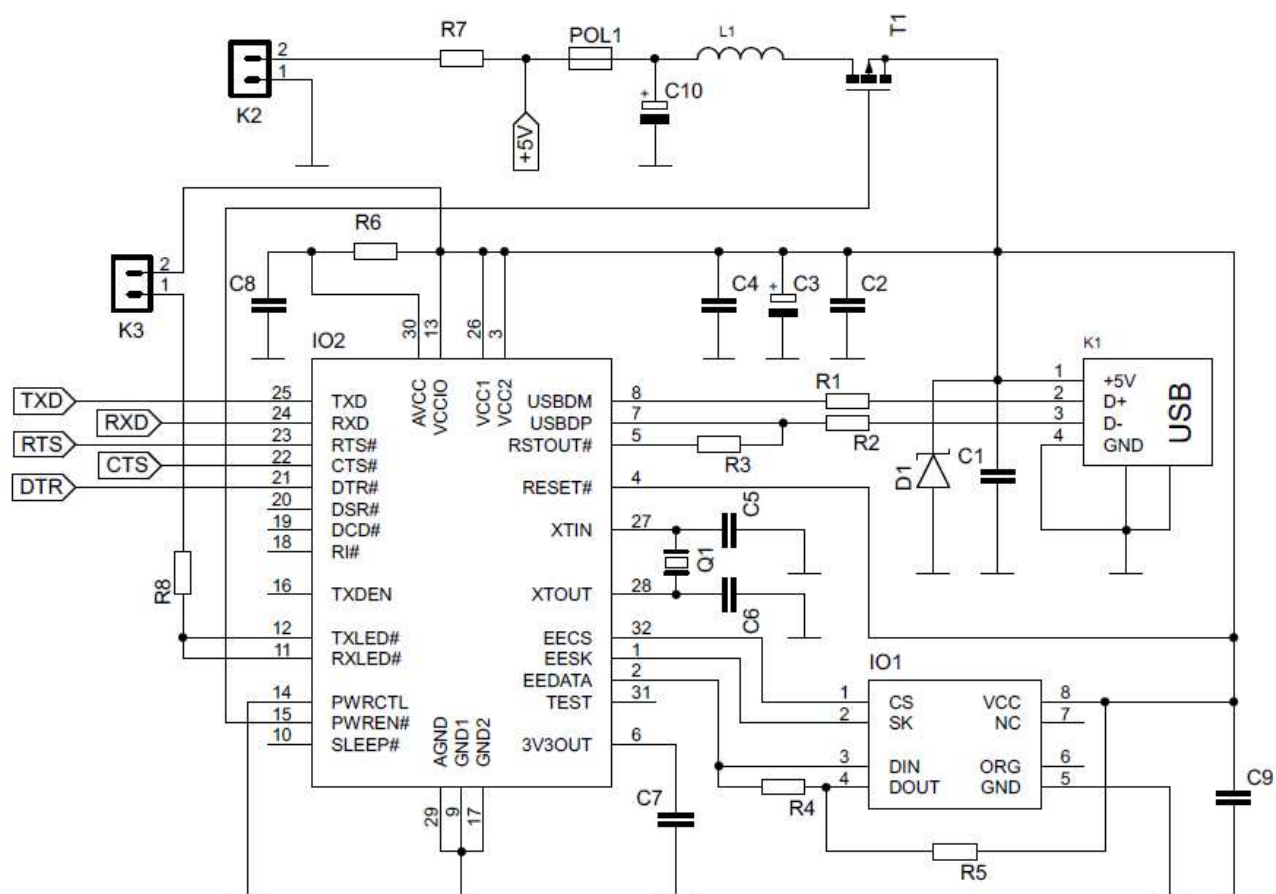 R7
POL1
L1
T1
2
1
K2
+
C10
+5V
R6
2
1
K3
C8
C4
+
C3
C2
30
13
26
3
IO2
AVCC
VCCIO
VCC1
VCC2
K1
TXD
25
TXD
USBDM
8
R1
1
+5V
RXD
24
RXD
USBDP
7
2
D+
RTS
23
RTS#
RSTOUT#
5
R3
R2
3
D-
CTS
22
CTS#
4
GND
USB
DTR
21
DTR#
RESET#
4
D1
C1
20
DSR#
19
DCD#
XTIN
27
C5
18
RI#
Q1
R8
16
TXDEN
XTOUT
28
C6
12
TXLED#
EECS
32
11
RXLED#
EESK
1
IO1
EEDATA
2
14
PWRCTL
TEST
31
1
CS
VCC
8
15
PWREN#
2
SK
NC
7
10
SLEEP#
3V3OUT
6
AGND
GND1
GND2
3
DIN
ORG
6
4
DOUT
GND
5
29
9
17
C7
R4
R5
C9